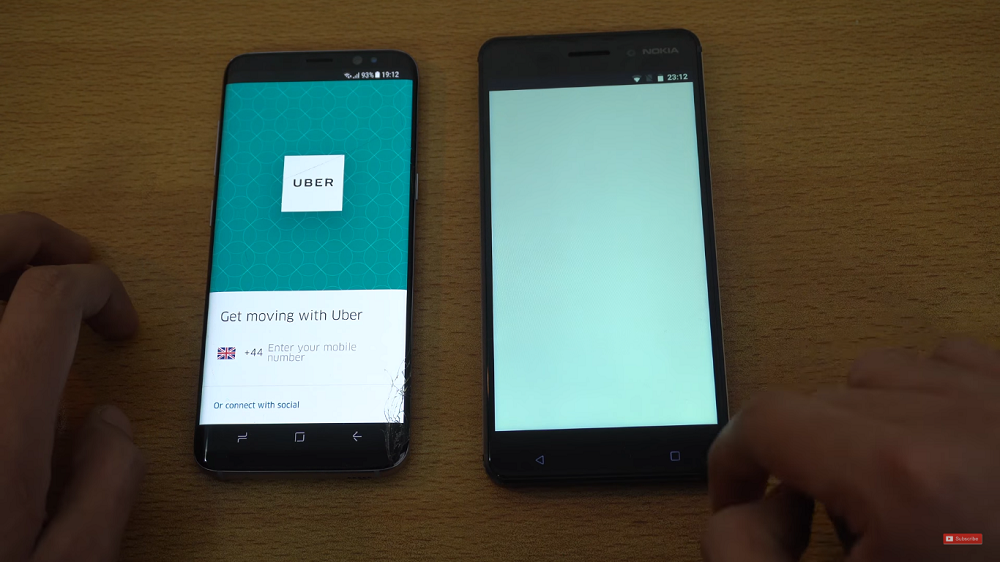 93% 19:12
UBER
Get moving with Uber
+44 Enter your mobile
number
Or connect with social
NOKIA
23:12
Subscribe